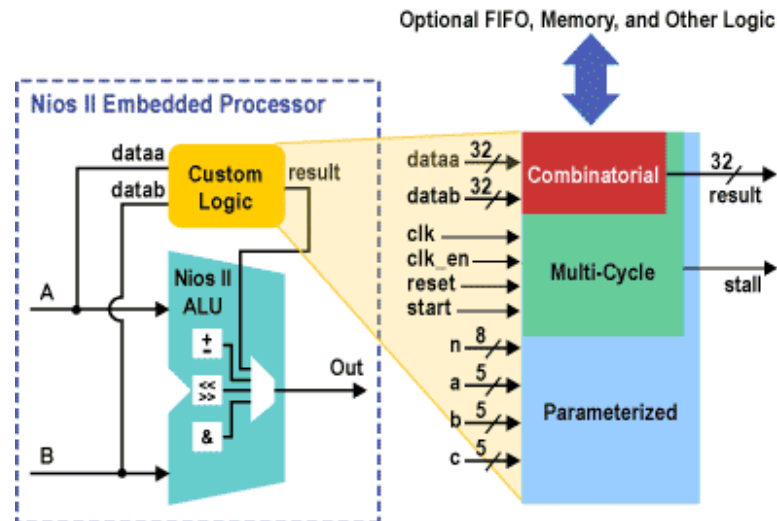 Optional FIFO, Memory, and Other Logic
Nios II Embedded Processor
dataa
datab
Custom
Logic
result
A
Nios II
ALU
+
−
<<
>>
&
Out
B
dataa 32
datab 32
clk
clk_en
reset
start
n 8
a 5
b 5
c 5
Combinatorial
Multi-Cycle
Parameterized
32
result
stall